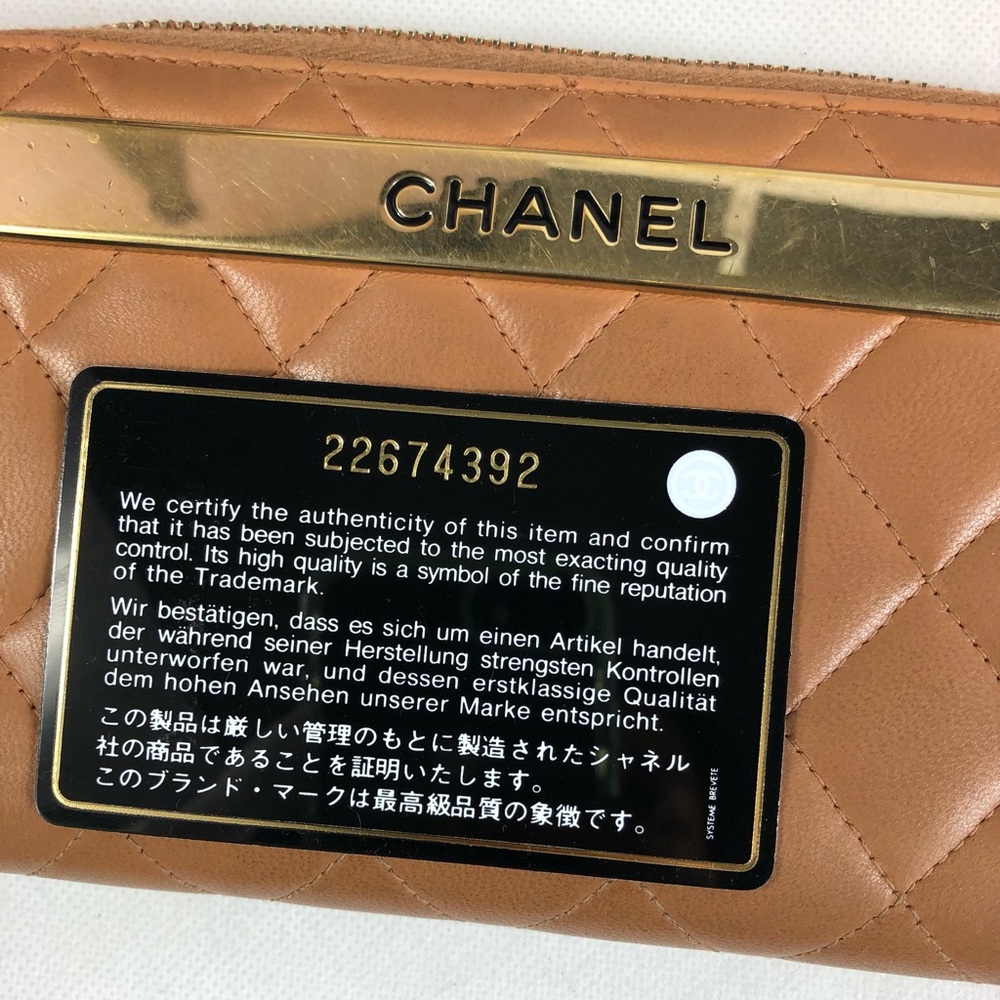 CHANEL
22674392
We certify the authenticity of this item and confirm
that it has been subjected to the most exacting quality
control. Its high quality is a symbol of the fine reputation
of the Trademark.
Wir bestätigen, dass es sich um einen Artikel handelt,
der während seiner Herstellung strengsten Kontrollen
unterworfen war, und dessen erstklassige Qualität
dem hohen Ansehen unserer Marke entspricht.
この製品は厳しい管理のもとに製造されたシャネル
社の商品であることを証明いたします。
このブランド・マークは最高級品質の象徴です。
SYSTEME BREVETE